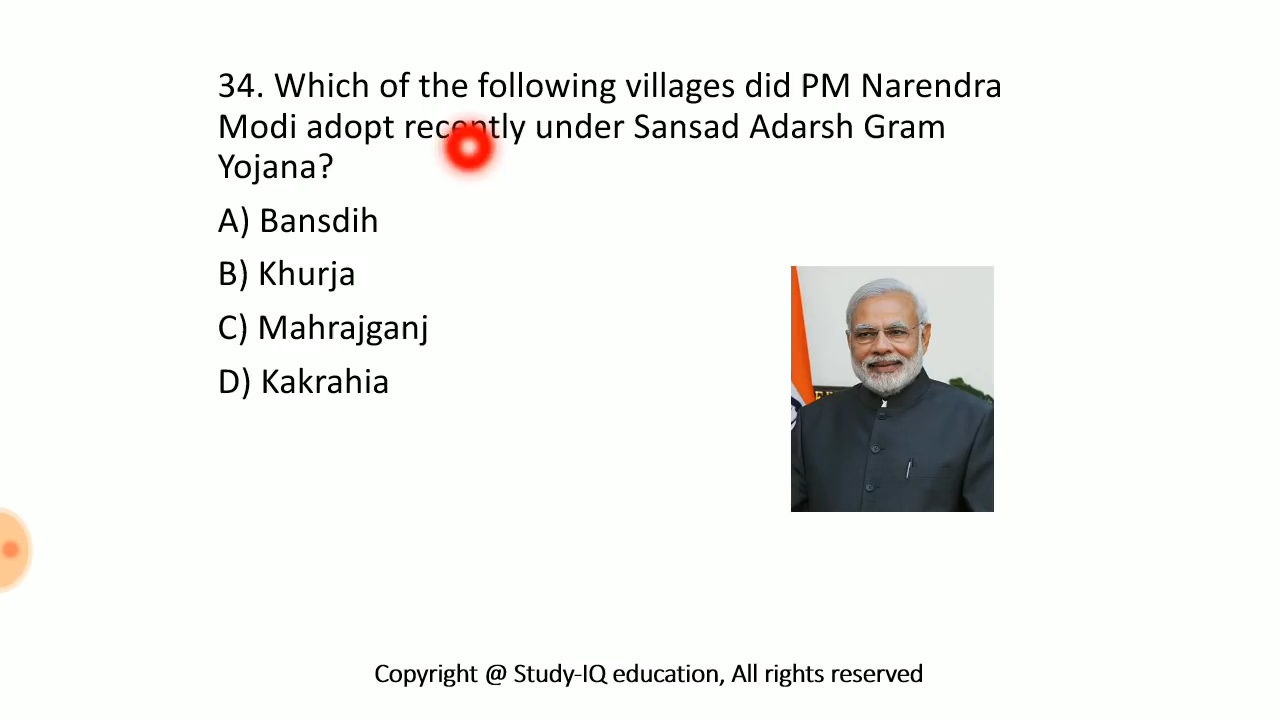 34. Which of the following villages did PM Narendra
Modi adopt recently under Sansad Adarsh Gram
Yojana?
A) Bansdih
B) Khurja
C) Mahrajganj
D) Kakrahia
Copyright @ Study-IQ education, All rights reserved